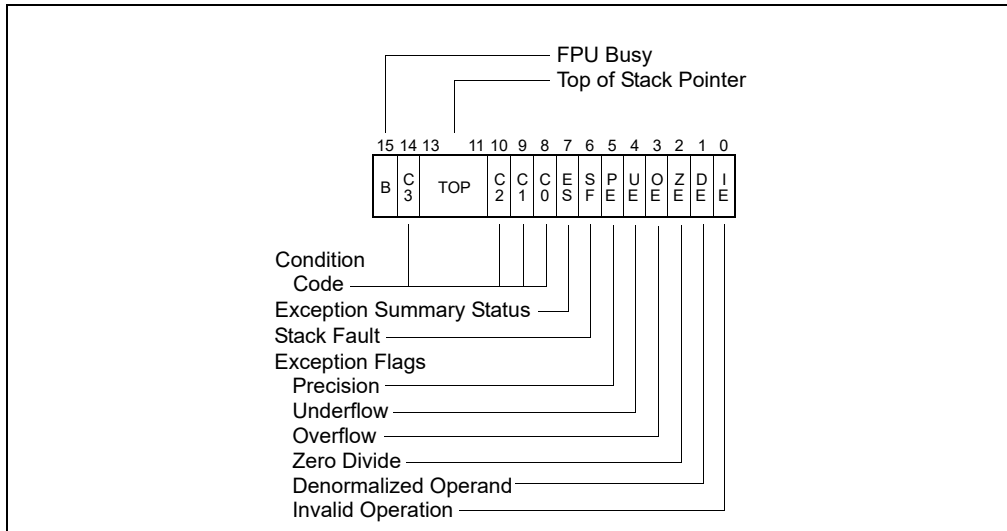 FPU Busy
Top of Stack Pointer
15 14 13 11 10 9 8 7 6 5 4 3 2 1 0
B C3 TOP C2 C1 C0 ES SF PE UE OE ZE DE IE
Condition
Code
Exception Summary Status
Stack Fault
Exception Flags
Precision
Underflow
Overflow
Zero Divide
Denormalized Operand
Invalid Operation